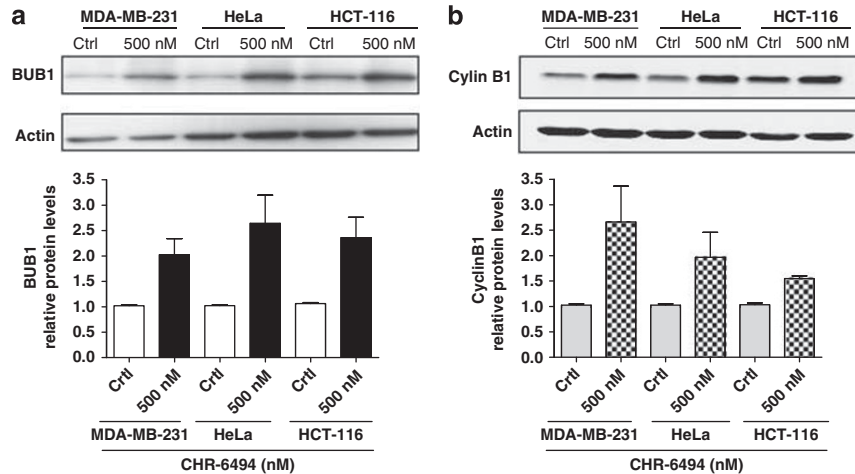 a
MDA-MB-231 HeLa HCT-116
Ctrl 500 nM Ctrl 500 nM Ctrl 500 nM
BUB1
Actin
3.5
3.0
2.5
2.0
1.5
1.0
0.5
0.0
BUB1
relative protein levels
Crtl 500 nM Crtl 500 nM Crtl 500 nM
MDA-MB-231 HeLa HCT-116
CHR-6494 (nM)
b
MDA-MB-231 HeLa HCT-116
Ctrl 500 nM Ctrl 500 nM Ctrl 500 nM
Cylin B1
Actin
3.5
3.0
2.5
2.0
1.5
1.0
0.5
0.0
CyclinB1
relative protein levels
Crtl 500 nM Crtl 500 nM Crtl 500 nM
MDA-MB-231 HeLa HCT-116
CHR-6494 (nM)